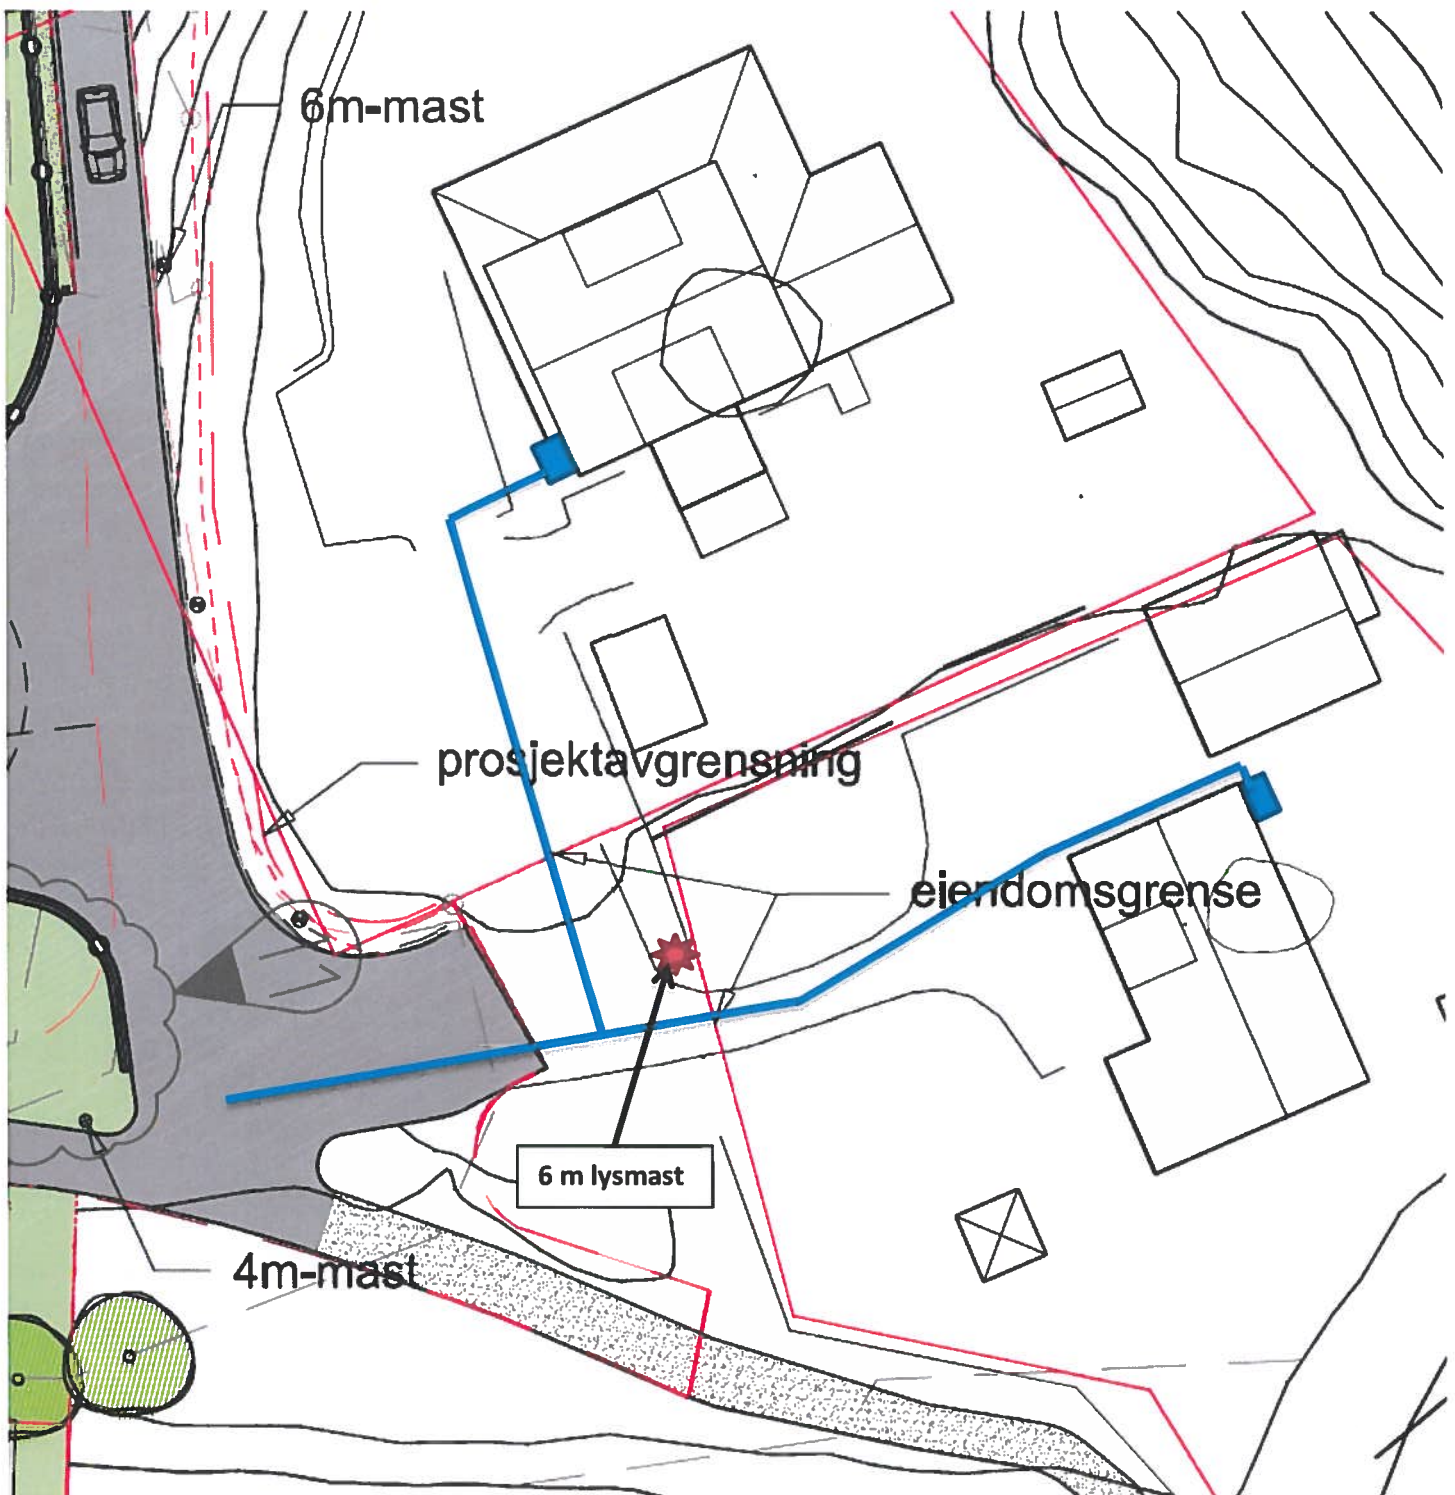 6m-mast
prosjektavgrensning
eiendomsgrense
6 m lysmast
4m-mast